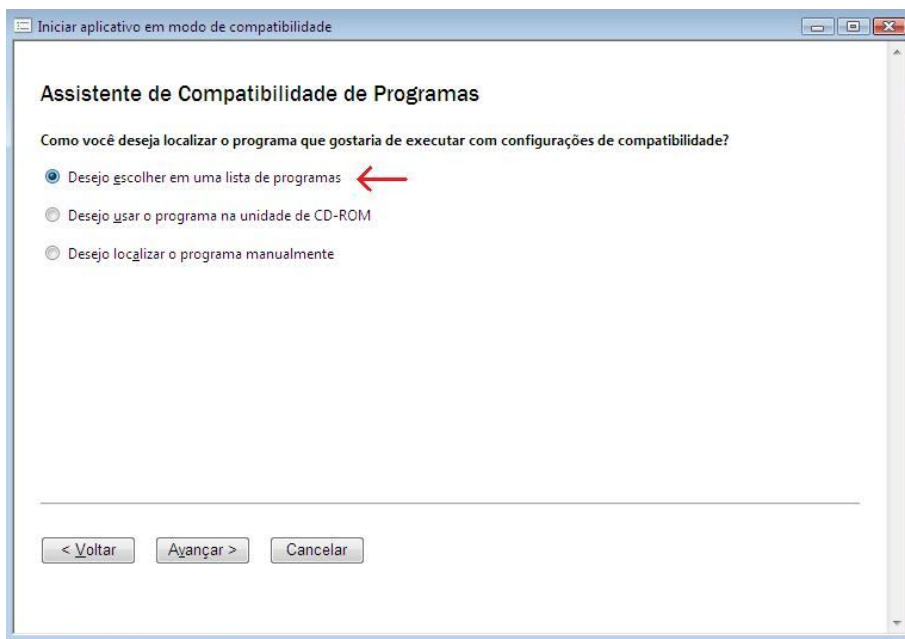 Iniciar aplicativo em modo de compatibilidade
Assistente de Compatibilidade de Programas
Como você deseja localizar o programa que gostaria de executar com configurações de compatibilidade?
Desejo escolher em uma lista de programas
Desejo usar o programa na unidade de CD-ROM
Desejo localizar o programa manualmente
< Voltar Avançar > Cancelar